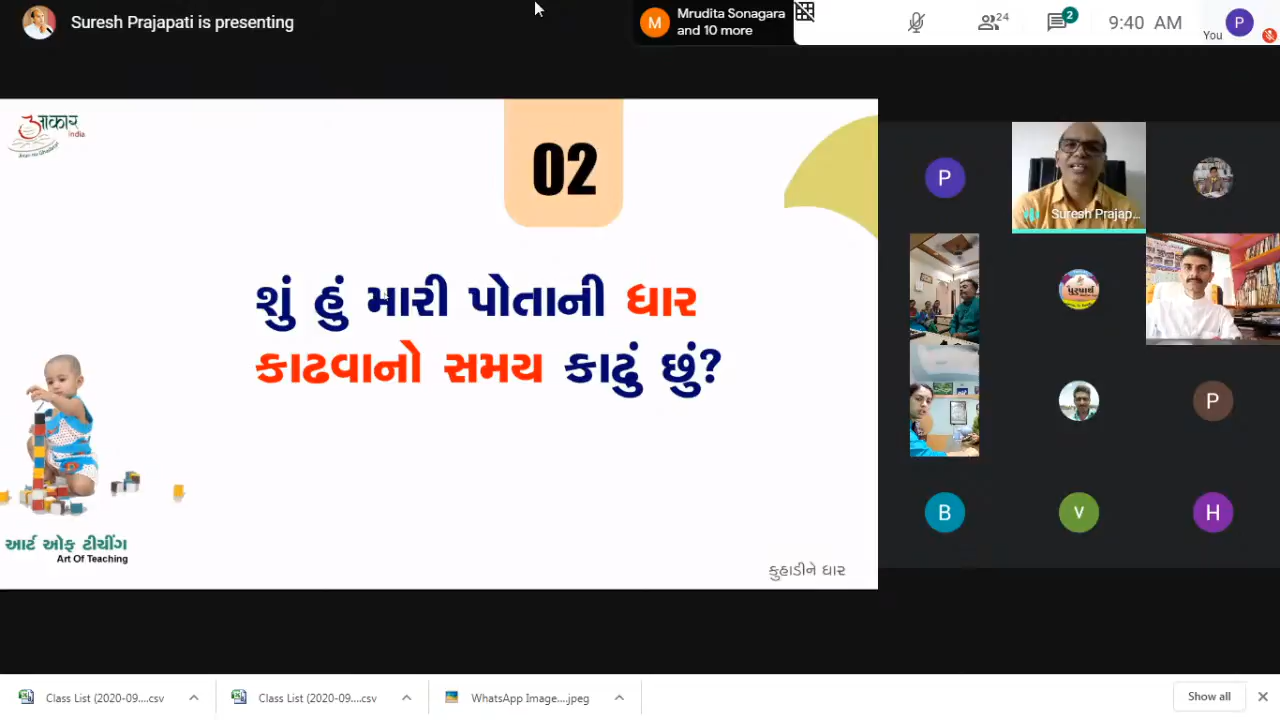 Suresh Prajapati is presenting
M
Mrudita Sonagara
and 10 more
24
2
9:40 AM
You
P
आकार
India
02
શું હું મારી પોતાની ધાર
કાઢવાનો સમય કાઢું છું?
આર્ટ ઓફ ટીચીંગ
Art Of Teaching
કુહાડીને ધાર
P
Suresh Prajap...
P
B
V
H
Class List (2020-09....csv
Class List (2020-09....csv
WhatsApp Image....jpeg
Show all